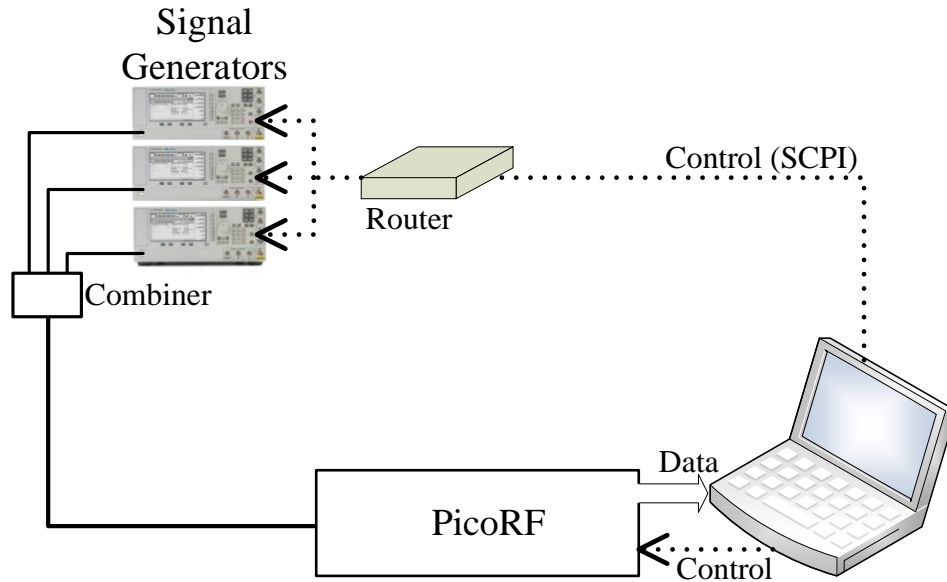 Signal
Generators
Control (SCPI)
Router
Combiner
Data
PicoRF
Control